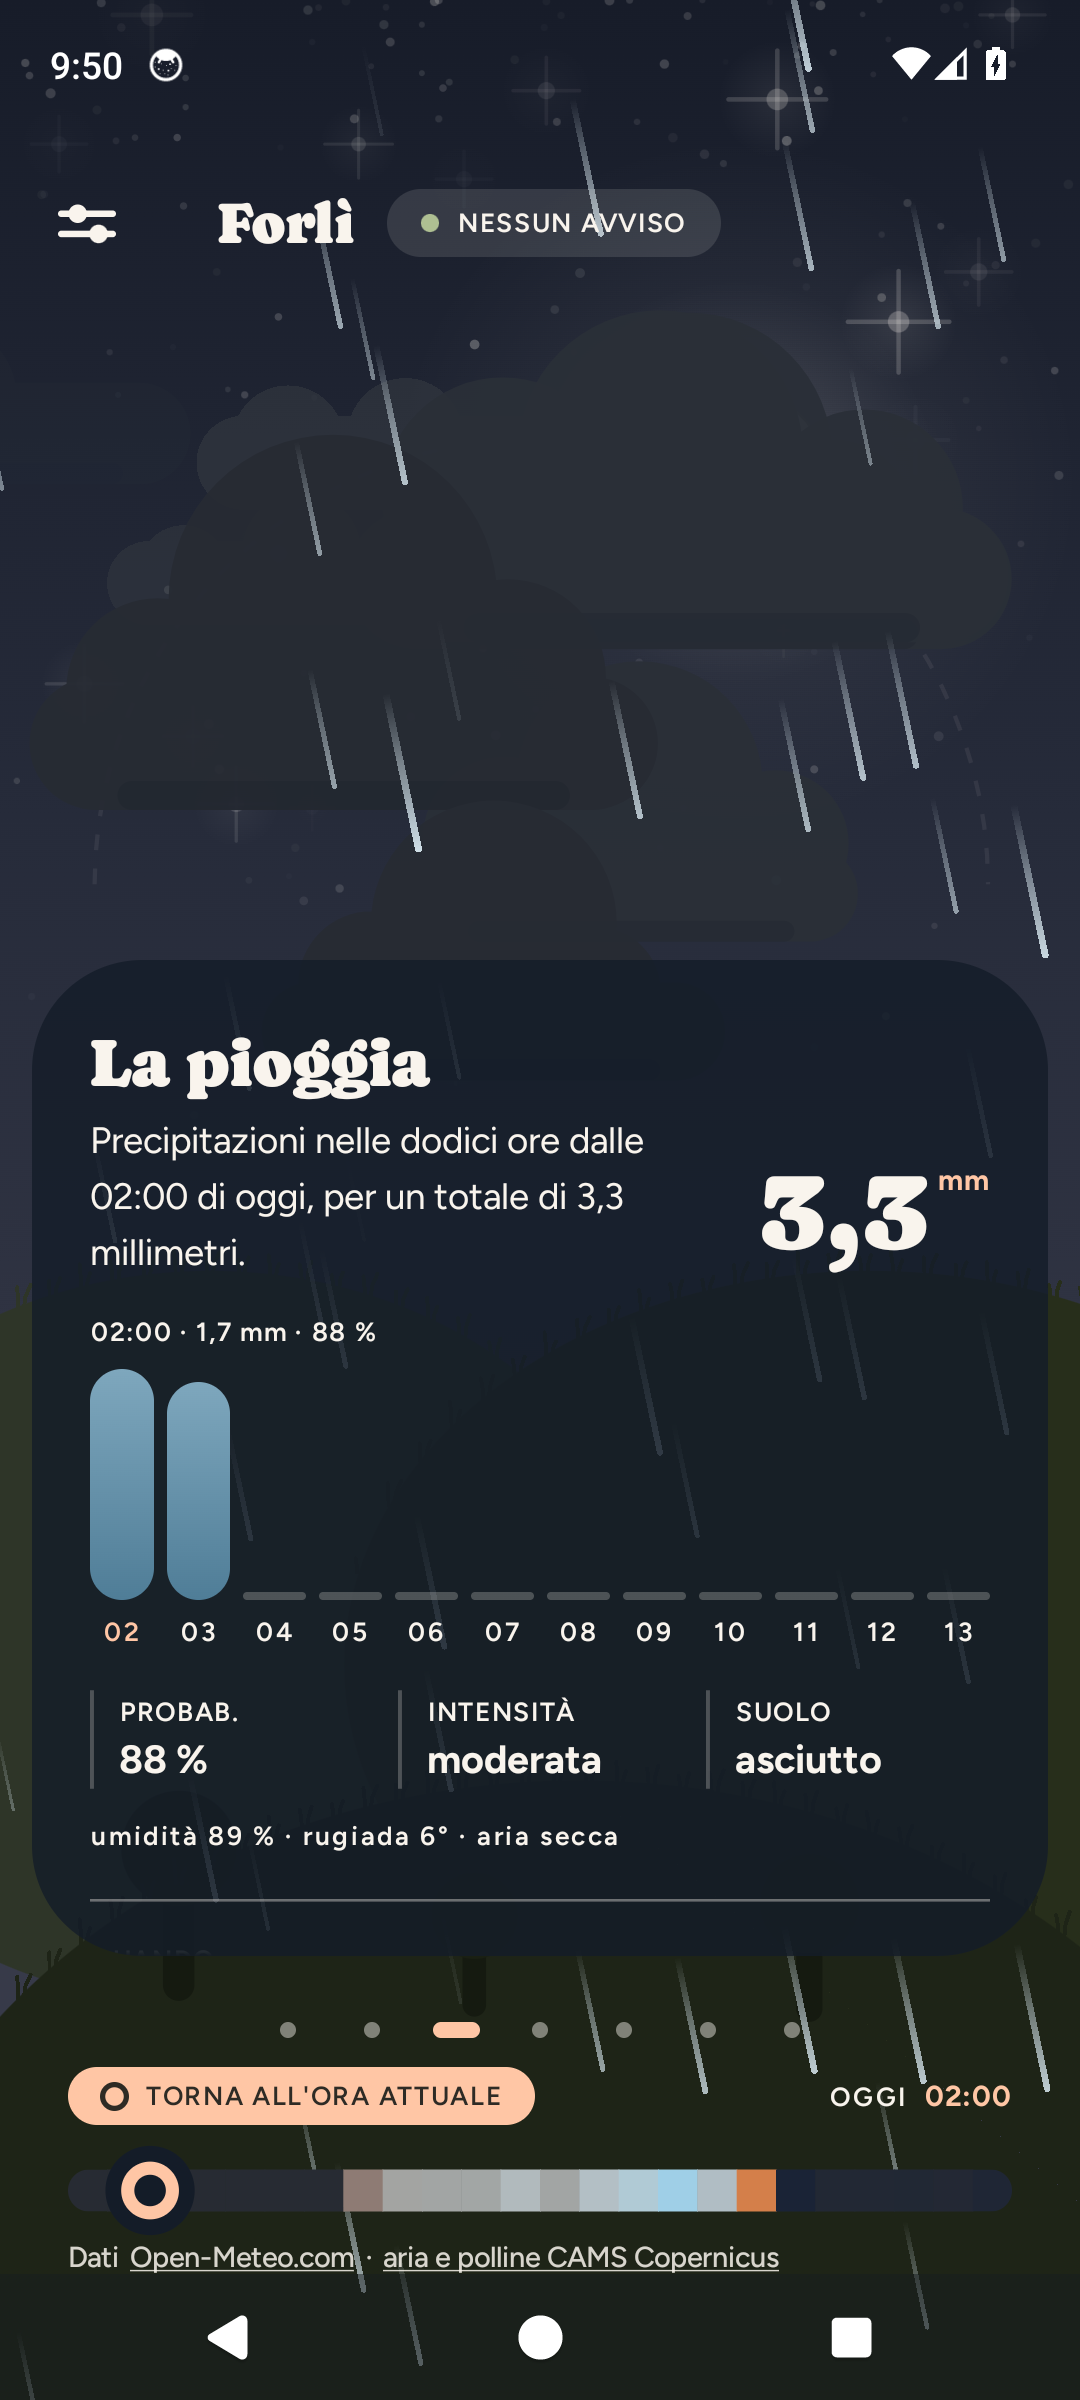 9:50
Forlì
NESSUN AVVISO
La pioggia
Precipitazioni nelle dodici ore dalle
02:00 di oggi, per un totale di 3,3
millimetri.
3,3 mm
02:00 · 1,7 mm · 88 %
02 03 04 05 06 07 08 09 10 11 12 13
PROBAB. INTENSITÀ SUOLO
88 % moderata asciutto
umidità 89 % · rugiada 6° · aria secca
TORNA ALL'ORA ATTUALE
OGGI 02:00
Dati Open-Meteo.com · aria e polline CAMS Copernicus